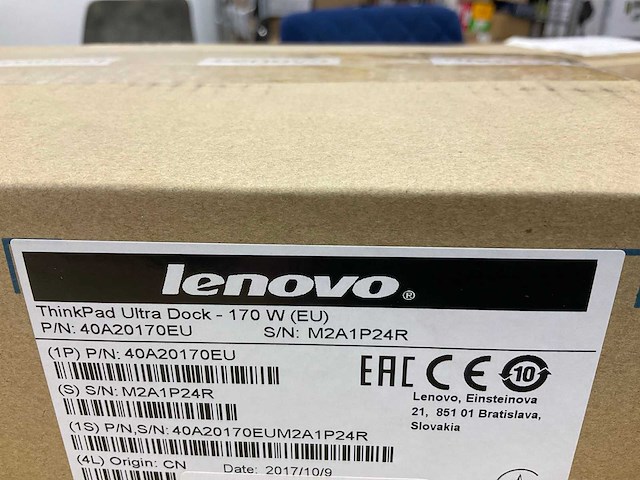 lenovo®
ThinkPad Ultra Dock - 170 W (EU)
P/N: 40A20170EU S/N: M2A1P24R
(1P) P/N: 40A20170EU
EAC CE 10
(S) S/N: M2A1P24R
Lenovo, Einsteinova
21, 851 01 Bratislava,
Slovakia
(1S) P/N,S/N: 40A20170EUM2A1P24R
(4L) Origin: CN Date: 2017/10/9